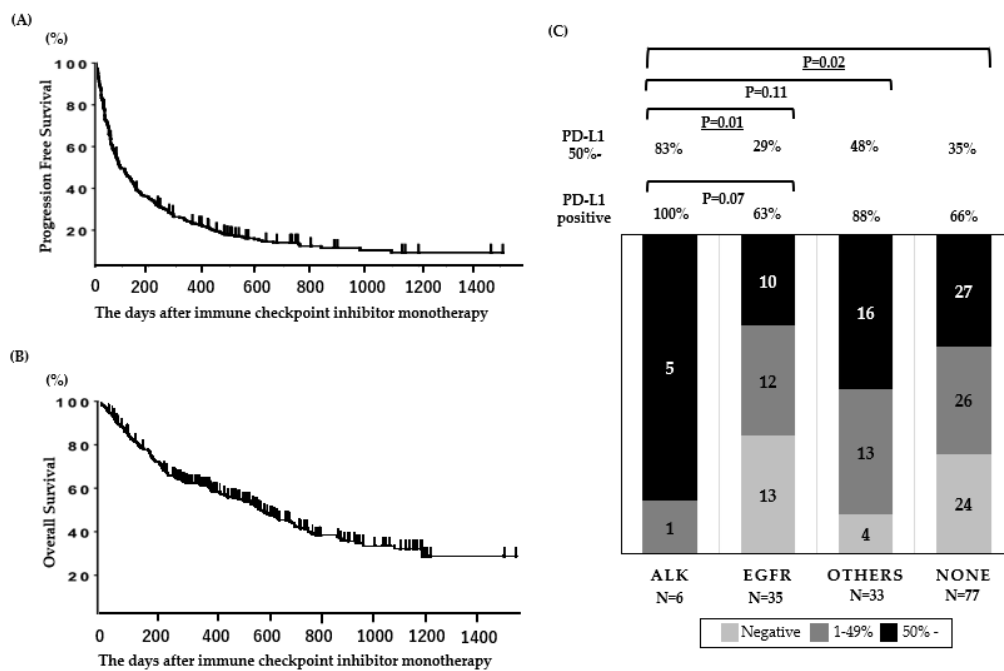 (A)
(%)
Progression Free Survival
100
80
60
40
20
0 200 400 600 800 1000 1200 1400
The days after immune checkpoint inhibitor monotherapy
(B)
(%)
Overall Survival
100
80
60
40
20
0 200 400 600 800 1000 1200 1400
The days after immune checkpoint inhibitor monotherapy
(C)
P=0.02
P=0.11
P=0.01
PD-L1
50%-
83% 29% 48% 35%
P=0.07
PD-L1
positive
100% 63% 88% 66%
5 10 16 27
12 13 26
1 13 4 24
ALK EGFR OTHERS NONE
N=6 N=35 N=33 N=77
Negative 1-49% 50% -